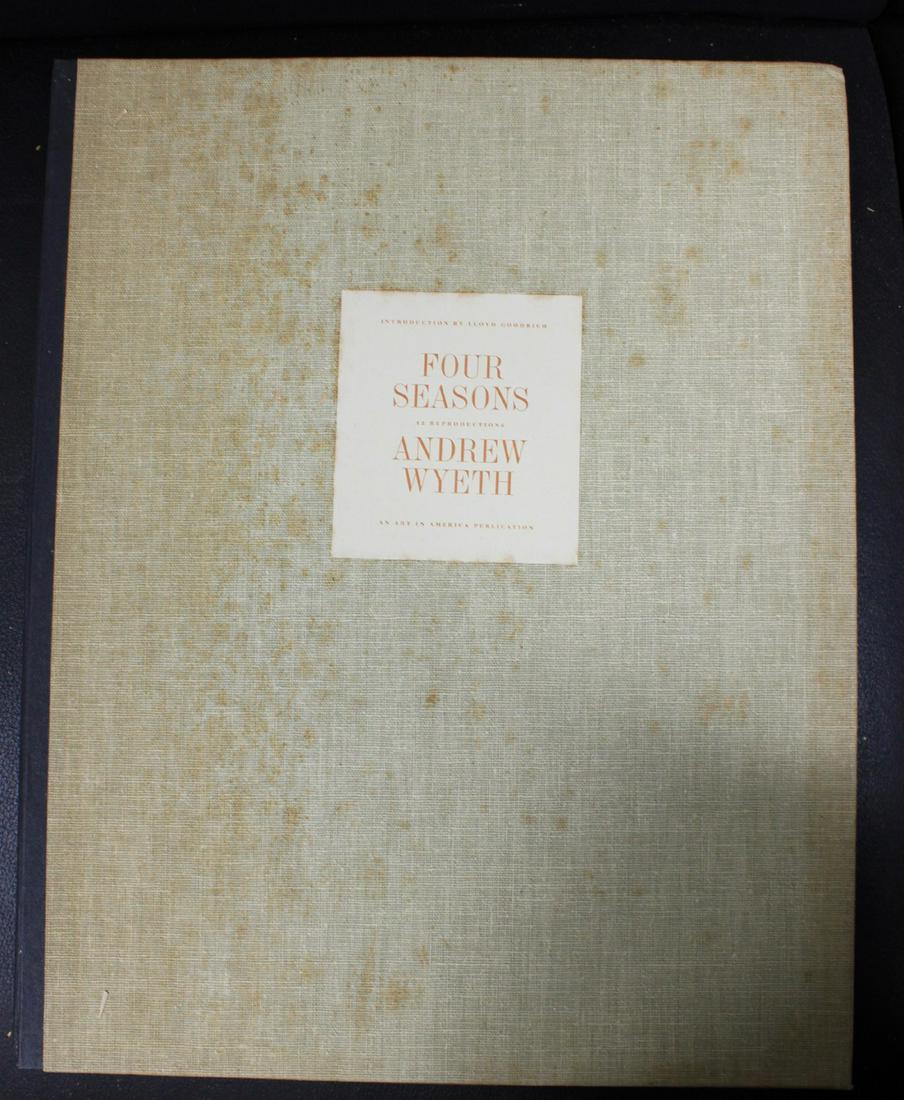 INTRODUCTION BY LLOYD GOODRICH
FOUR
SEASONS
12 REPRODUCTIONS
ANDREW
WYETH
AN ART IN AMERICA PUBLICATION